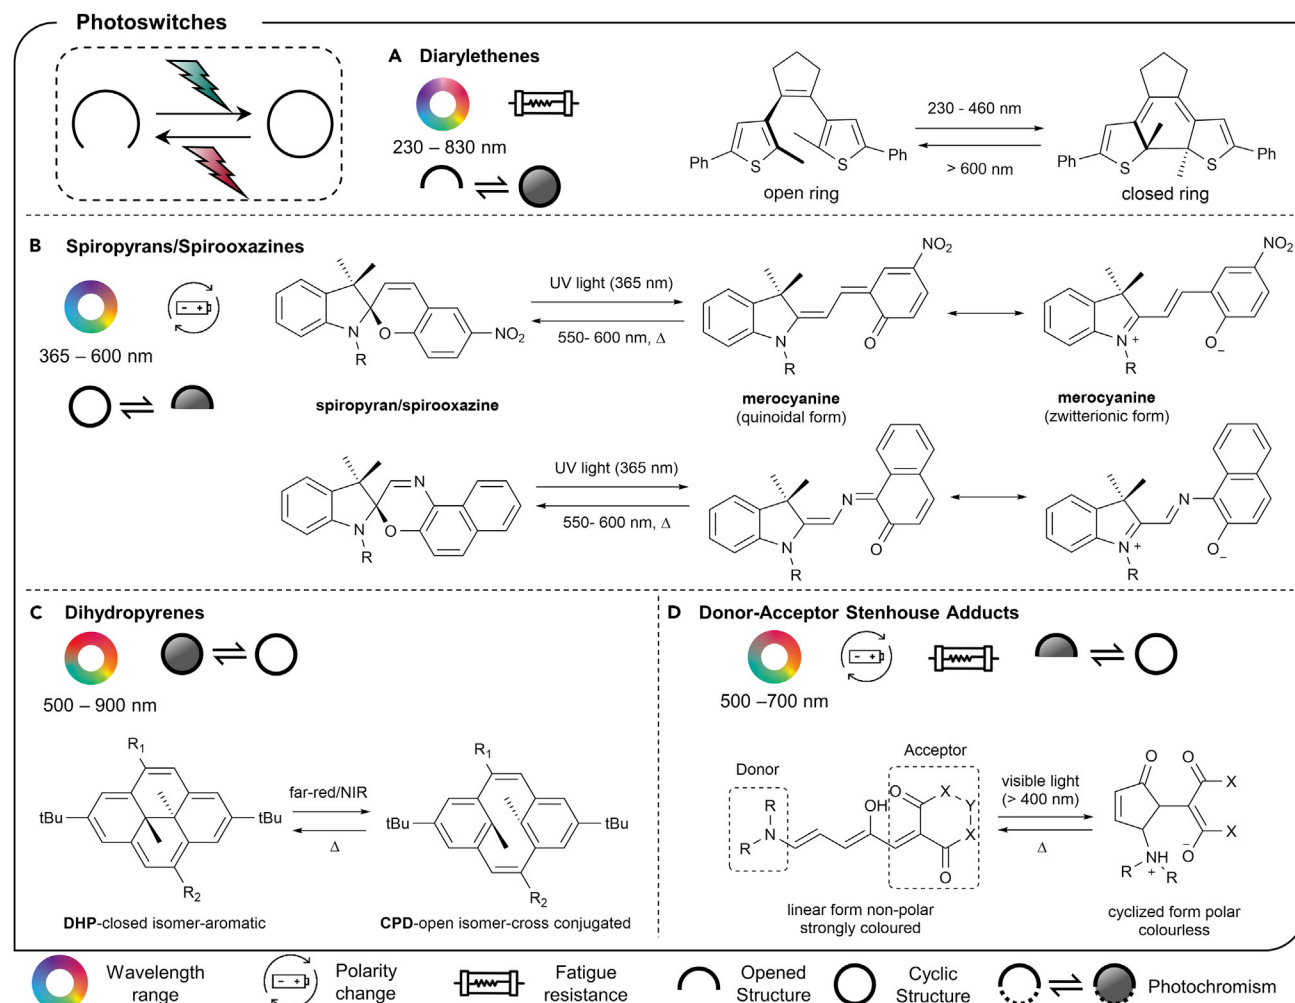 Photoswitches
A Diarylethenes
230 – 830 nm
Ph
S
S
Ph
open ring
230 - 460 nm
> 600 nm
Ph
S
S
Ph
closed ring
B Spiropyrans/Spirooxazines
365 – 600 nm
N
R
O
NO2
spiropyran/spirooxazine
UV light (365 nm)
550- 600 nm, Δ
NO2
N
R
O
merocyanine
(quinoidal form)
NO2
N
+
R
O
−
merocyanine
(zwitterionic form)
N
N
R
O
UV light (365 nm)
550- 600 nm, Δ
N
N
R
O
N
N
+
R
O
−
C Dihydropyrenes
500 – 900 nm
R1
tBu
tBu
R2
DHP-closed isomer-aromatic
far-red/NIR
Δ
R1
tBu
tBu
R2
CPD-open isomer-cross conjugated
D Donor-Acceptor Stenhouse Adducts
500 –700 nm
Donor
Acceptor
R
N
R
OH
O
X
Y
X
O
linear form non-polar
strongly coloured
visible light
(> 400 nm)
Δ
O
O
X
X
O
−
NH
+
R
R
cyclized form polar
colourless
Wavelength
range
- +
Polarity
change
Fatigue
resistance
Opened
Structure
Cyclic
Structure
Photochromism